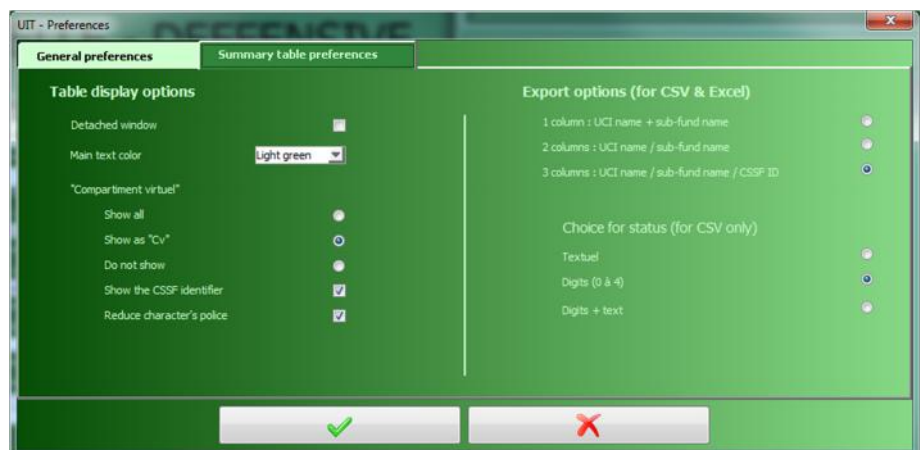 DEFFENSIVE
UIT - Preferences
General preferences
Summary table preferences
Table display options
Detached window
Main text color
Light green
"Compartiment virtuel"
Show all
Show as "Cv"
Do not show
Show the CSSF identifier
Reduce character's police
Export options (for CSV & Excel)
1 column : UCI name + sub-fund name
2 columns : UCI name / sub-fund name
3 columns : UCI name / sub-fund name / CSSF ID
Choice for status (for CSV only)
Textuel
Digits (0 à 4)
Digits + text